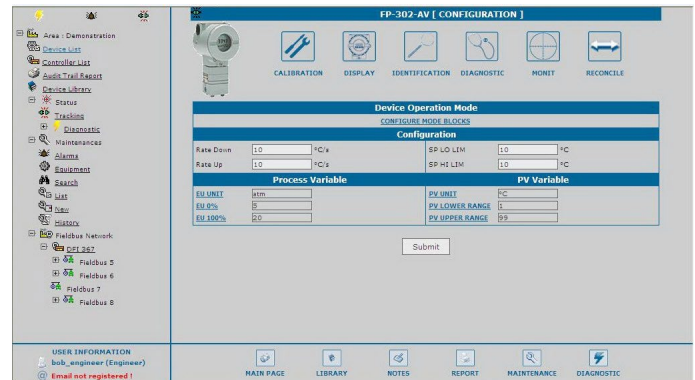 FP-302-AV [ CONFIGURATION ]
Area : Demonstration
Device List
Controller List
Audit Trail Report
Device Library
Status
Tracking
Diagnostic
Maintenances
Alarms
Equipment
Search
List
New
History
Fieldbus Network
DFI 367
Fieldbus 5
Fieldbus 6
Fieldbus 7
Fieldbus 8
USER INFORMATION
bob_engineer (Engineer)
Email not registered !
CALIBRATION DISPLAY IDENTIFICATION DIAGNOSTIC MONIT RECONCILE
Device Operation Mode
CONFIGURE MODE BLOCKS
Configuration
Rate Down 10 °C/s SP LO LIM 10 °C
Rate Up 10 °C/s SP HI LIM 10 °C
Process Variable PV Variable
EU UNIT atm PV UNIT °C
EU 0% 5 PV LOWER RANGE 1
EU 100% 20 PV UPPER RANGE 99
Submit
MAIN PAGE LIBRARY NOTES REPORT MAINTENANCE DIAGNOSTIC